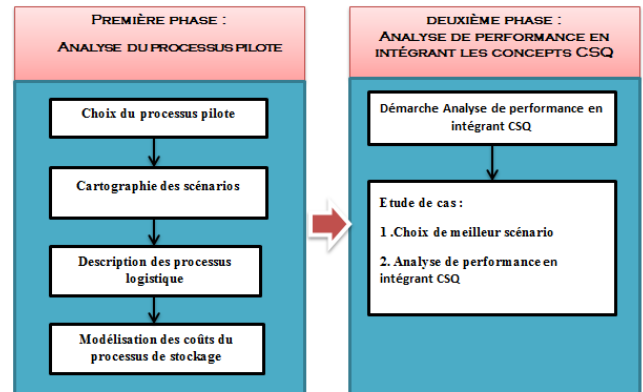 PREMIÈRE PHASE :
ANALYSE DU PROCESSUS PILOTE
Choix du processus pilote
Cartographie des scénarios
Description des processus
logistique
Modélisation des coûts du
processus de stockage
DEUXIÈME PHASE :
ANALYSE DE PERFORMANCE EN
INTÉGRANT LES CONCEPTS CSQ
Démarche Analyse de performance en
intégrant CSQ
Etude de cas :
1 .Choix de meilleur scénario
2. Analyse de performance en
intégrant CSQ